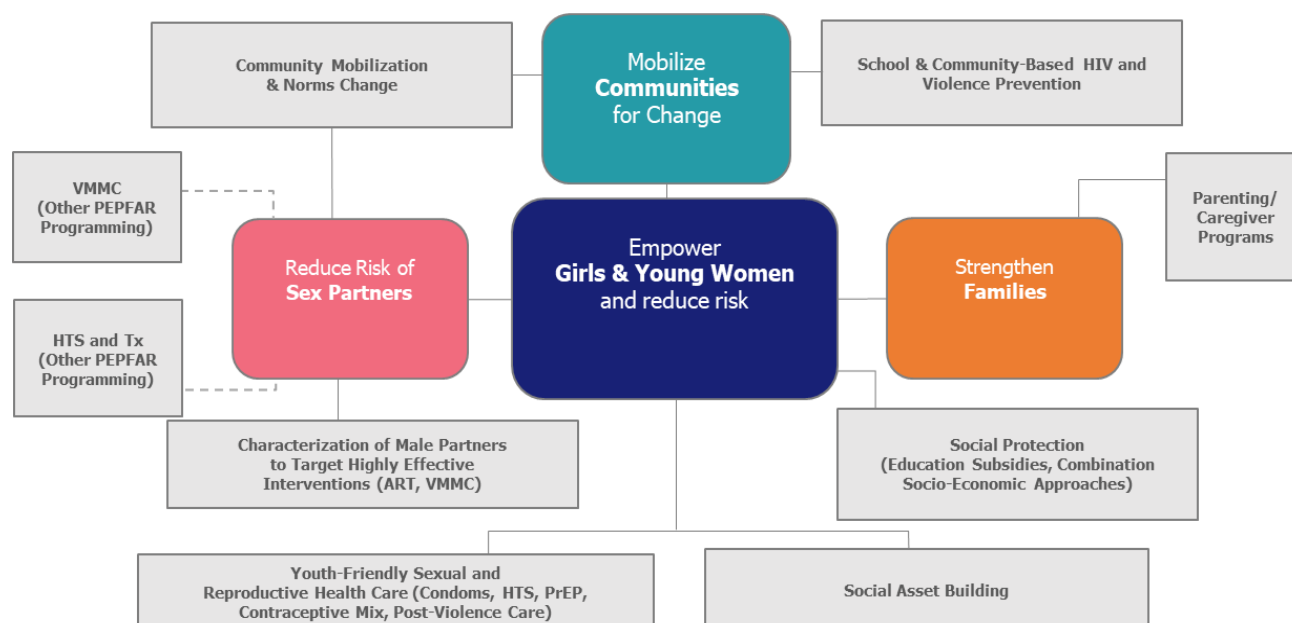 Community Mobilization
& Norms Change
Mobilize
Communities
for Change
School & Community-Based HIV and
Violence Prevention
VMMC
(Other PEPFAR
Programming)
Reduce Risk of
Sex Partners
Empower
Girls & Young Women
and reduce risk
Strengthen
Families
Parenting/
Caregiver
Programs
HTS and Tx
(Other PEPFAR
Programming)
Characterization of Male Partners
to Target Highly Effective
Interventions (ART, VMMC)
Social Protection
(Education Subsidies, Combination
Socio-Economic Approaches)
Youth-Friendly Sexual and
Reproductive Health Care (Condoms, HTS, PrEP,
Contraceptive Mix, Post-Violence Care)
Social Asset Building